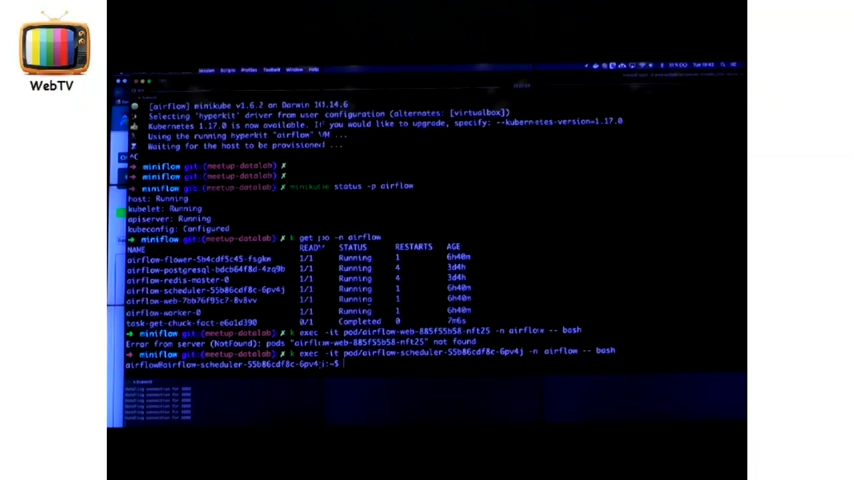 WebTV
[airflow] minikube v1.6.2 on Darwin 10.14.6
Selecting 'hyperkit' driver from user configuration (alternates: [virtualbox])
Kubernetes 1.17.0 is now available. If you would like to upgrade, specify: --kubernetes-version=1.17.0
Using the running hyperkit "airflow" VM ...
Waiting for the host to be provisioned ...
^C
→ miniflow git:(meetup-datalab) ✗
→ miniflow git:(meetup-datalab) ✗
→ miniflow git:(meetup-datalab) ✗ minikube status -p airflow
host: Running
kubelet: Running
apiserver: Running
kubeconfig: Configured
→ miniflow git:(meetup-datalab) ✗ k get po -n airflow
NAME READY STATUS RESTARTS AGE
airflow-flower-5b4cdf5c45-fsgkm 1/1 Running 1 6h40m
airflow-postgresql-bdcb64f8d-4zq9b 1/1 Running 4 3d4h
airflow-redis-master-0 1/1 Running 4 3d4h
airflow-scheduler-55b86cdf8c-6pv4j 1/1 Running 1 6h40m
airflow-web-7bb76f95c7-8v8vv 1/1 Running 1 6h40m
airflow-worker-0 1/1 Running 1 6h40m
task-get-chuck-fact-e6a1d390 0/1 Completed 0 7m6s
→ miniflow git:(meetup-datalab) ✗ k exec -it pod/airflow-web-885f55b58-nft25 -n airflow -- bash
Error from server (NotFound): pods "airflow-web-885f55b58-nft25" not found
→ miniflow git:(meetup-datalab) ✗ k exec -it pod/airflow-scheduler-55b86cdf8c-6pv4j -n airflow -- bash
airflow@airflow-scheduler-55b86cdf8c-6pv4j:~$